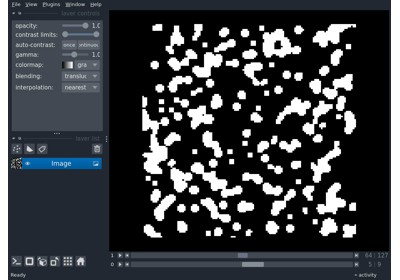 File View Plugins Window Help
layer controls
opacity: 1.0
contrast limits:
auto-contrast: once
gamma: 1.0
colormap: gra
blending: translu
interpolation: nearest
layer list
Image
1 64 127
0 5 9
Ready activity